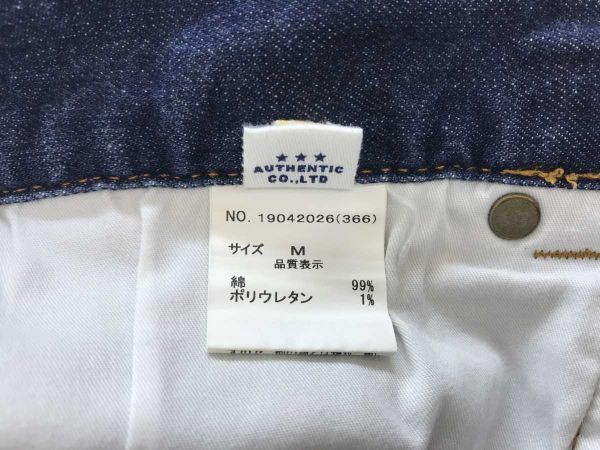 ★★★
AUTHENTIC
CO.,LTD
NO. 19042026(366)
サイズ M
品質表示
綿 99%
ポリウレタン 1%